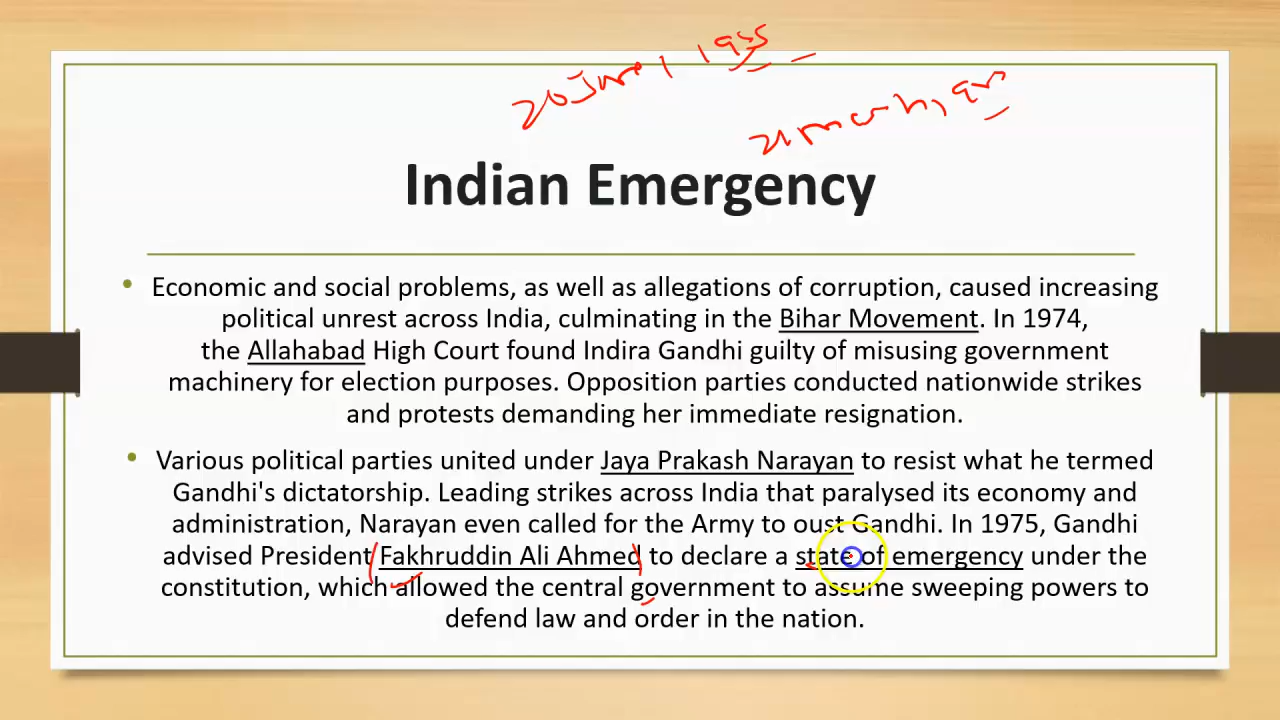 Indian Emergency
• Economic and social problems, as well as allegations of corruption, caused increasing
political unrest across India, culminating in the Bihar Movement. In 1974,
the Allahabad High Court found Indira Gandhi guilty of misusing government
machinery for election purposes. Opposition parties conducted nationwide strikes
and protests demanding her immediate resignation.
• Various political parties united under Jaya Prakash Narayan to resist what he termed
Gandhi's dictatorship. Leading strikes across India that paralysed its economy and
administration, Narayan even called for the Army to oust Gandhi. In 1975, Gandhi
advised President Fakhruddin Ali Ahmed to declare a state of emergency under the
constitution, which allowed the central government to assume sweeping powers to
defend law and order in the nation.